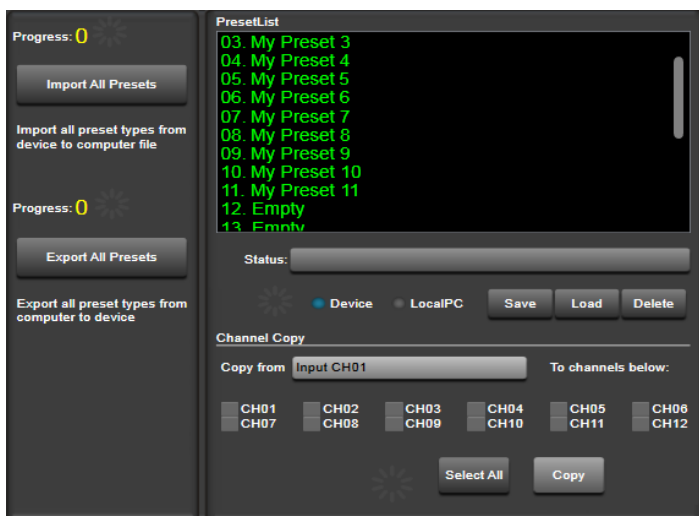 Progress: 0
Import All Presets
Import all preset types from
device to computer file
Progress: 0
Export All Presets
Export all preset types from
computer to device
PresetList
03. My Preset 3
04. My Preset 4
05. My Preset 5
06. My Preset 6
07. My Preset 7
08. My Preset 8
09. My Preset 9
10. My Preset 10
11. My Preset 11
12. Empty
13. Empty
Status:
Device LocalPC Save Load Delete
Channel Copy
Copy from Input CH01 To channels below:
CH01 CH02 CH03 CH04 CH05 CH06
CH07 CH08 CH09 CH10 CH11 CH12
Select All Copy